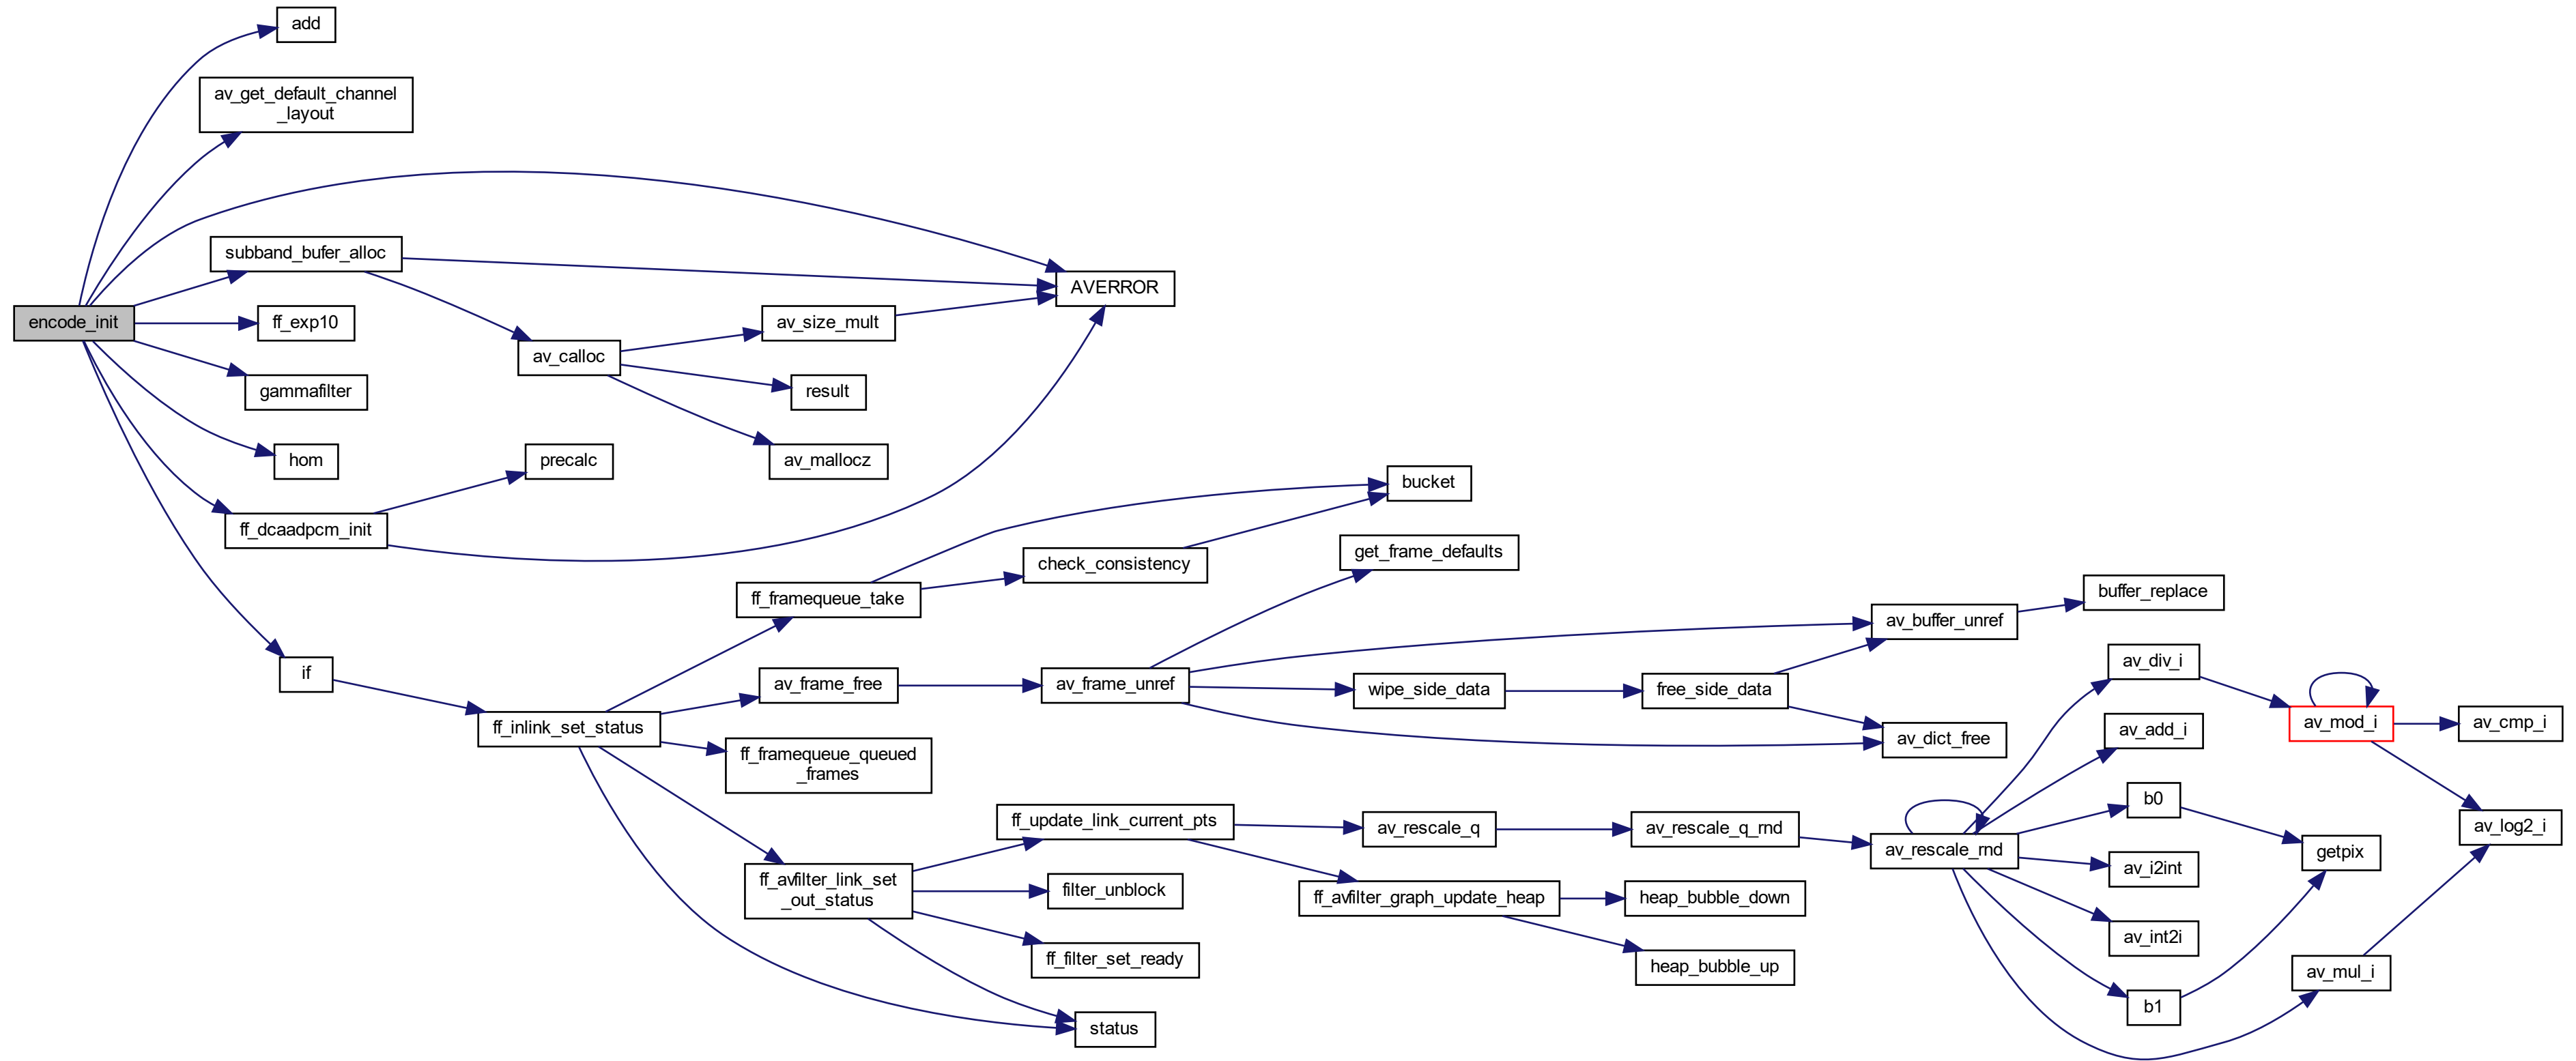 add
av_get_default_channel
_layout
subband_bufer_alloc
AVERROR
encode_init
ff_exp10
av_size_mult
av_calloc
gammafilter
result
hom
precalc
av_mallocz
bucket
ff_dcaadpcm_init
get_frame_defaults
check_consistency
ff_framequeue_take
buffer_replace
av_buffer_unref
if
av_frame_free
av_frame_unref
wipe_side_data
free_side_data
av_div_i
ff_inlink_set_status
av_dict_free
av_add_i
av_mod_i
av_cmp_i
ff_framequeue_queued
_frames
b0
ff_update_link_current_pts
av_rescale_q
av_rescale_q_rnd
av_rescale_rnd
getpix
av_log2_i
av_i2int
ff_avfilter_link_set
_out_status
filter_unblock
ff_avfilter_graph_update_heap
heap_bubble_down
av_int2i
ff_filter_set_ready
heap_bubble_up
av_mul_i
status
b1